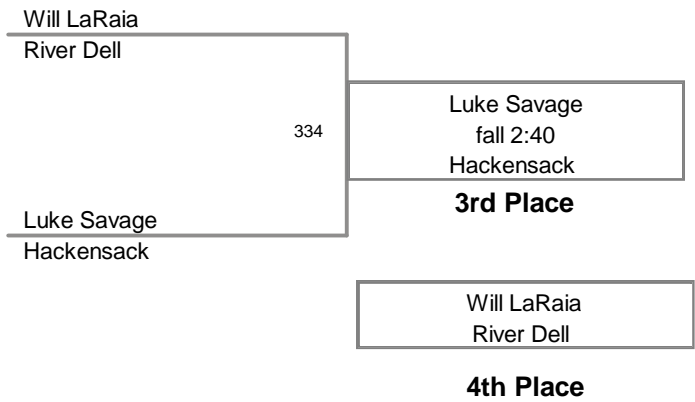 Will LaRaia
River Dell
334
Luke Savage
fall 2:40
Hackensack
3rd Place
Luke Savage
Hackensack
Will LaRaia
River Dell
4th Place